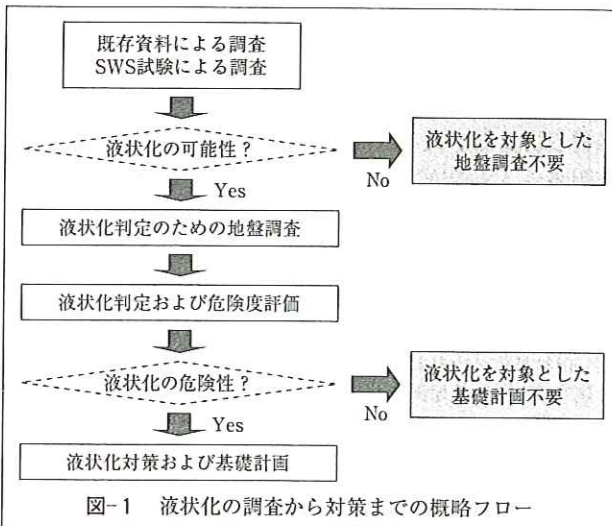 既存資料による調査
SWS試験による調査
液状化の可能性？
No
液状化を対象とした
地盤調査不要
Yes
液状化判定のための地盤調査
液状化判定および危険度評価
液状化の危険性？
No
液状化を対象とした
基礎計画不要
Yes
液状化対策および基礎計画
図-1　液状化の調査から対策までの概略フロー